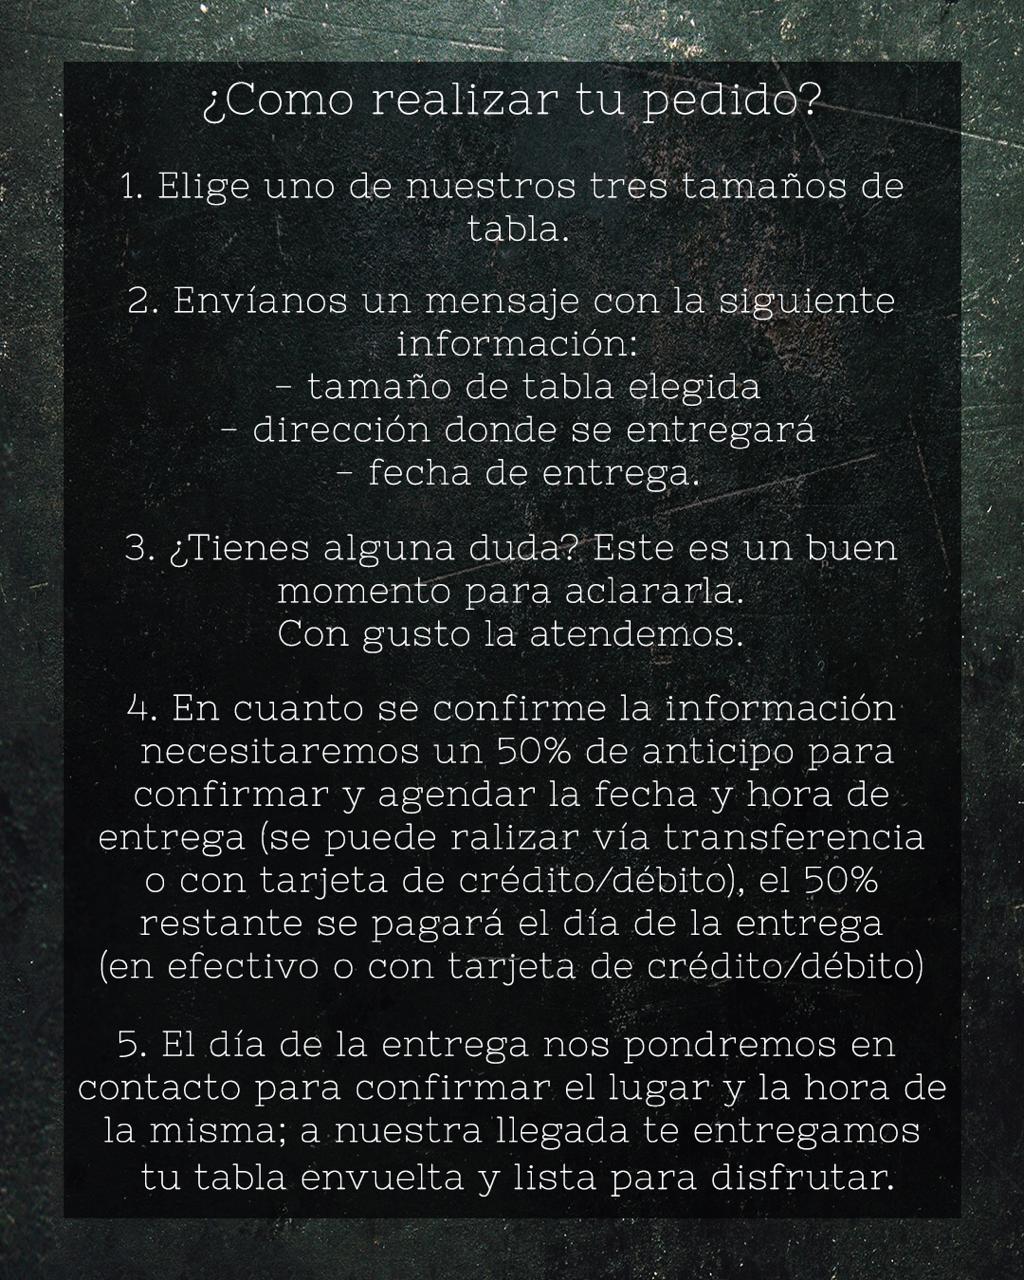 ¿Como realizar tu pedido?
1. Elige uno de nuestros tres tamaños de
tabla.
2. Envíanos un mensaje con la siguiente
información:
- tamaño de tabla elegida
- dirección donde se entregará
- fecha de entrega.
3. ¿Tienes alguna duda? Este es un buen
momento para aclararla.
Con gusto la atendemos.
4. En cuanto se confirme la información
necesitaremos un 50% de anticipo para
confirmar y agendar la fecha y hora de
entrega (se puede ralizar vía transferencia
o con tarjeta de crédito/débito), el 50%
restante se pagará el día de la entrega
(en efectivo o con tarjeta de crédito/débito)
5. El día de la entrega nos pondremos en
contacto para confirmar el lugar y la hora de
la misma; a nuestra llegada te entregamos
tu tabla envuelta y lista para disfrutar.